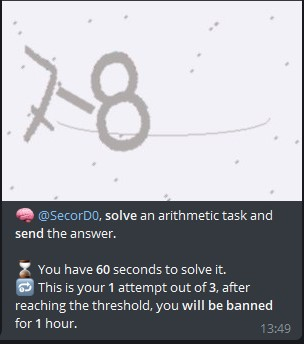 7-8
🧠 @SecorD0, solve an arithmetic task and
send the answer.
⏳ You have 60 seconds to solve it.
🔁 This is your 1 attempt out of 3, after
reaching the threshold, you will be banned
for 1 hour.
13:49